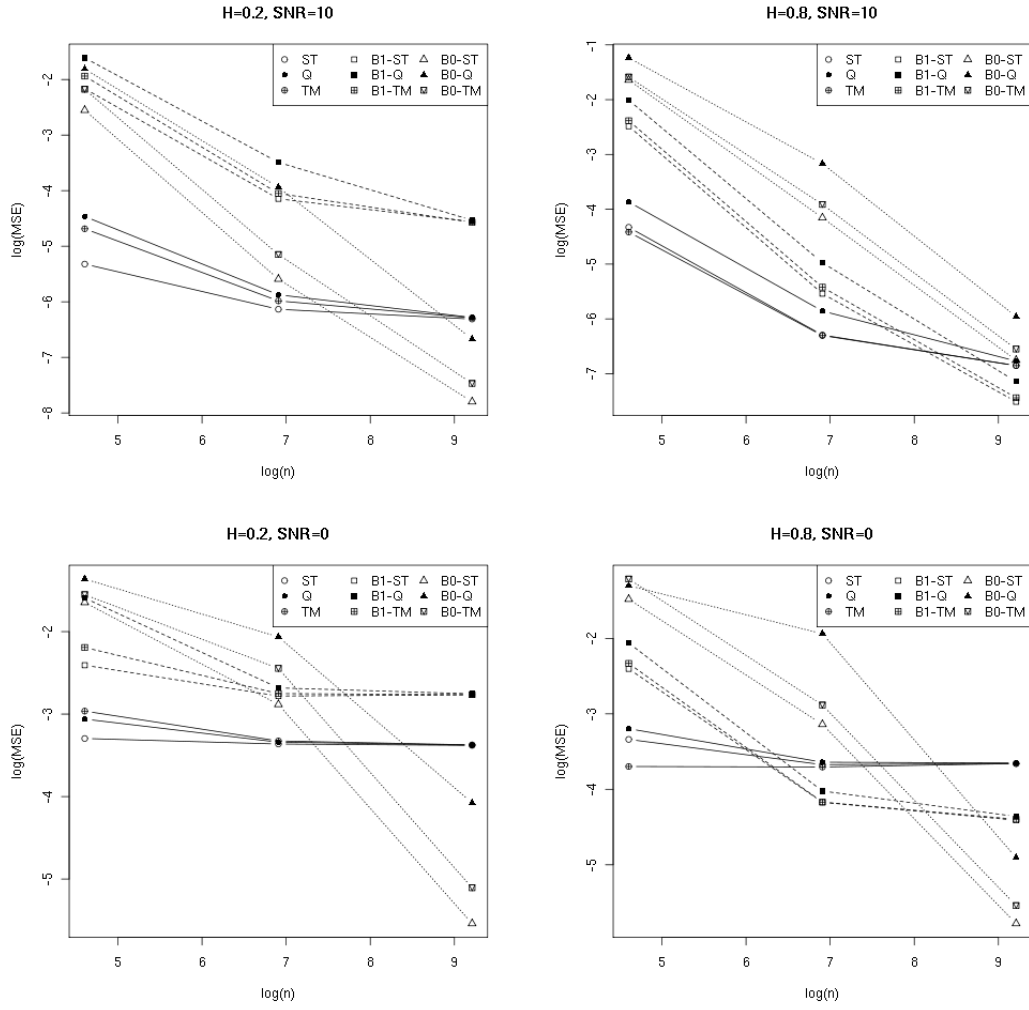 H=0.2, SNR=10
ST B1-ST B0-ST
Q B1-Q B0-Q
TM B1-TM B0-TM
log(MSE)
-2
-3
-4
-5
-6
-7
-8
5 6 7 8 9
log(n)
H=0.8, SNR=10
ST B1-ST B0-ST
Q B1-Q B0-Q
TM B1-TM B0-TM
log(MSE)
-1
-2
-3
-4
-5
-6
-7
5 6 7 8 9
log(n)
H=0.2, SNR=0
ST B1-ST B0-ST
Q B1-Q B0-Q
TM B1-TM B0-TM
log(MSE)
-2
-3
-4
-5
5 6 7 8 9
log(n)
H=0.8, SNR=0
ST B1-ST B0-ST
Q B1-Q B0-Q
TM B1-TM B0-TM
log(MSE)
-2
-3
-4
-5
5 6 7 8 9
log(n)